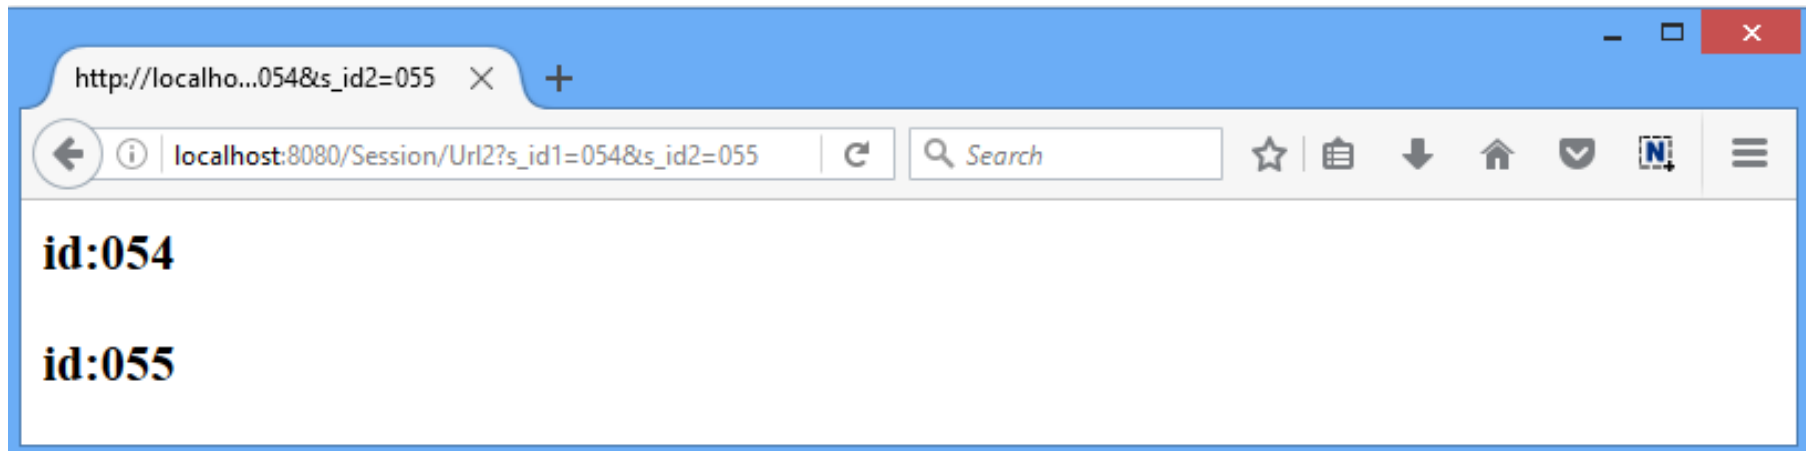 http://localho...054&s_id2=055
localhost:8080/Session/Url2?s_id1=054&s_id2=055
Search
N
id:054
id:055